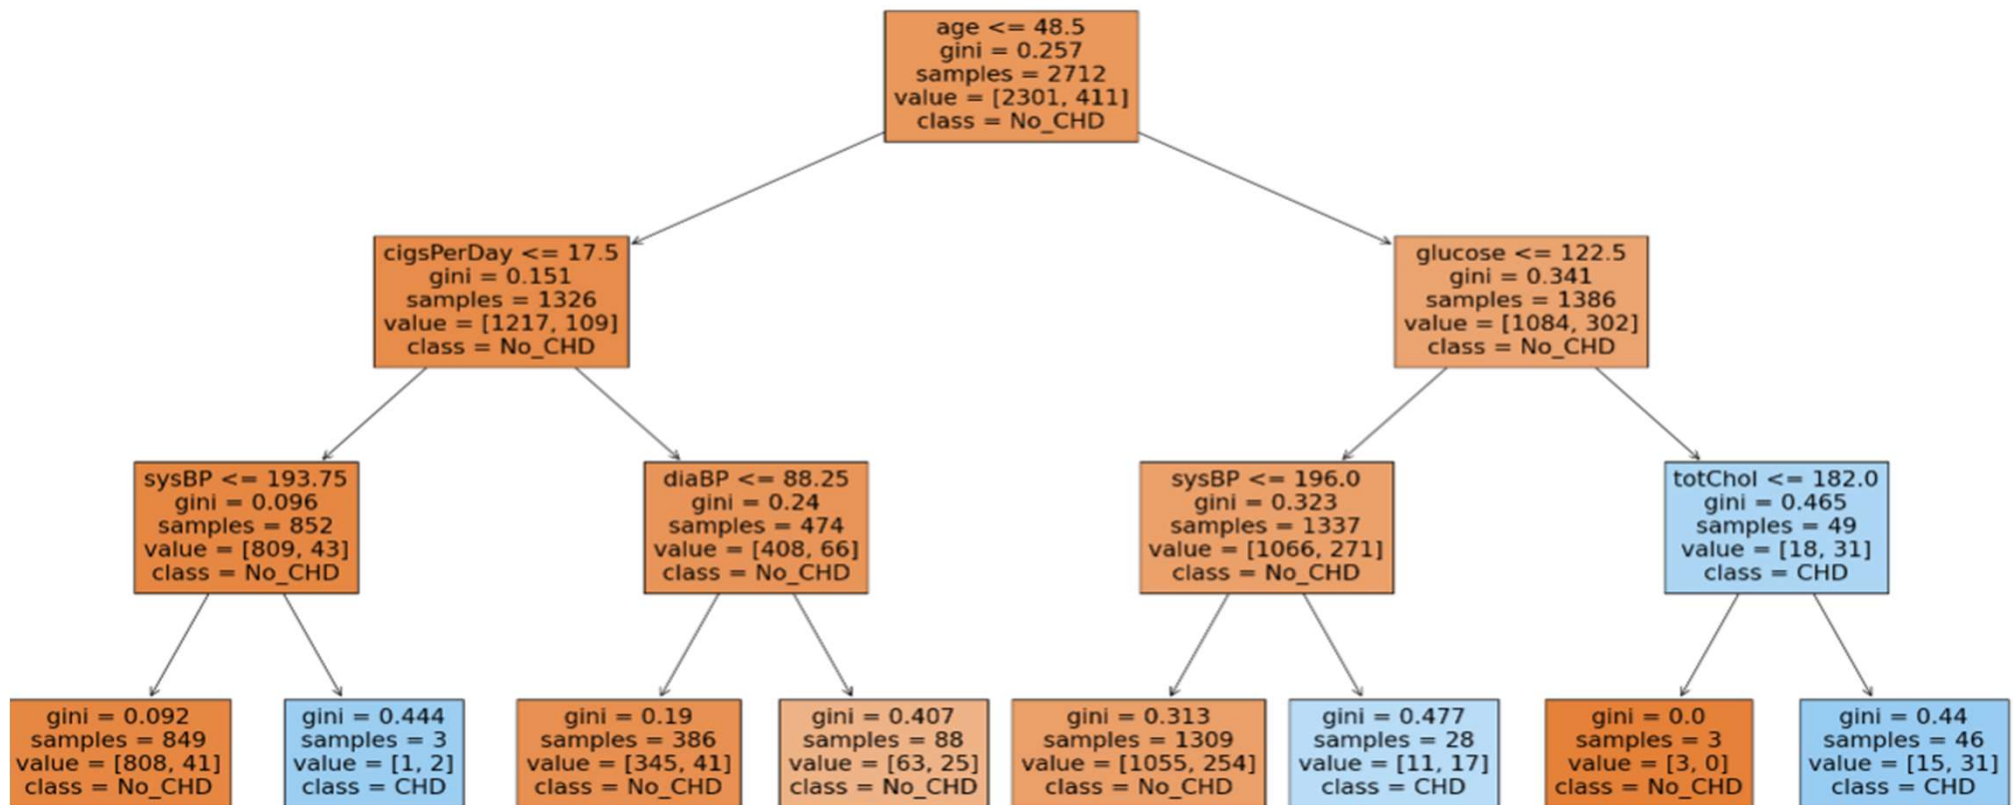 age <= 48.5
gini = 0.257
samples = 2712
value = [2301, 411]
class = No_CHD
cigsPerDay <= 17.5
gini = 0.151
samples = 1326
value = [1217, 109]
class = No_CHD
glucose <= 122.5
gini = 0.341
samples = 1386
value = [1084, 302]
class = No_CHD
sysBP <= 193.75
gini = 0.096
samples = 852
value = [809, 43]
class = No_CHD
diaBP <= 88.25
gini = 0.24
samples = 474
value = [408, 66]
class = No_CHD
sysBP <= 196.0
gini = 0.323
samples = 1337
value = [1066, 271]
class = No_CHD
totChol <= 182.0
gini = 0.465
samples = 49
value = [18, 31]
class = CHD
gini = 0.092
samples = 849
value = [808, 41]
class = No_CHD
gini = 0.444
samples = 3
value = [1, 2]
class = CHD
gini = 0.19
samples = 386
value = [345, 41]
class = No_CHD
gini = 0.407
samples = 88
value = [63, 25]
class = No_CHD
gini = 0.313
samples = 1309
value = [1055, 254]
class = No_CHD
gini = 0.477
samples = 28
value = [11, 17]
class = CHD
gini = 0.0
samples = 3
value = [3, 0]
class = No_CHD
gini = 0.44
samples = 46
value = [15, 31]
class = CHD